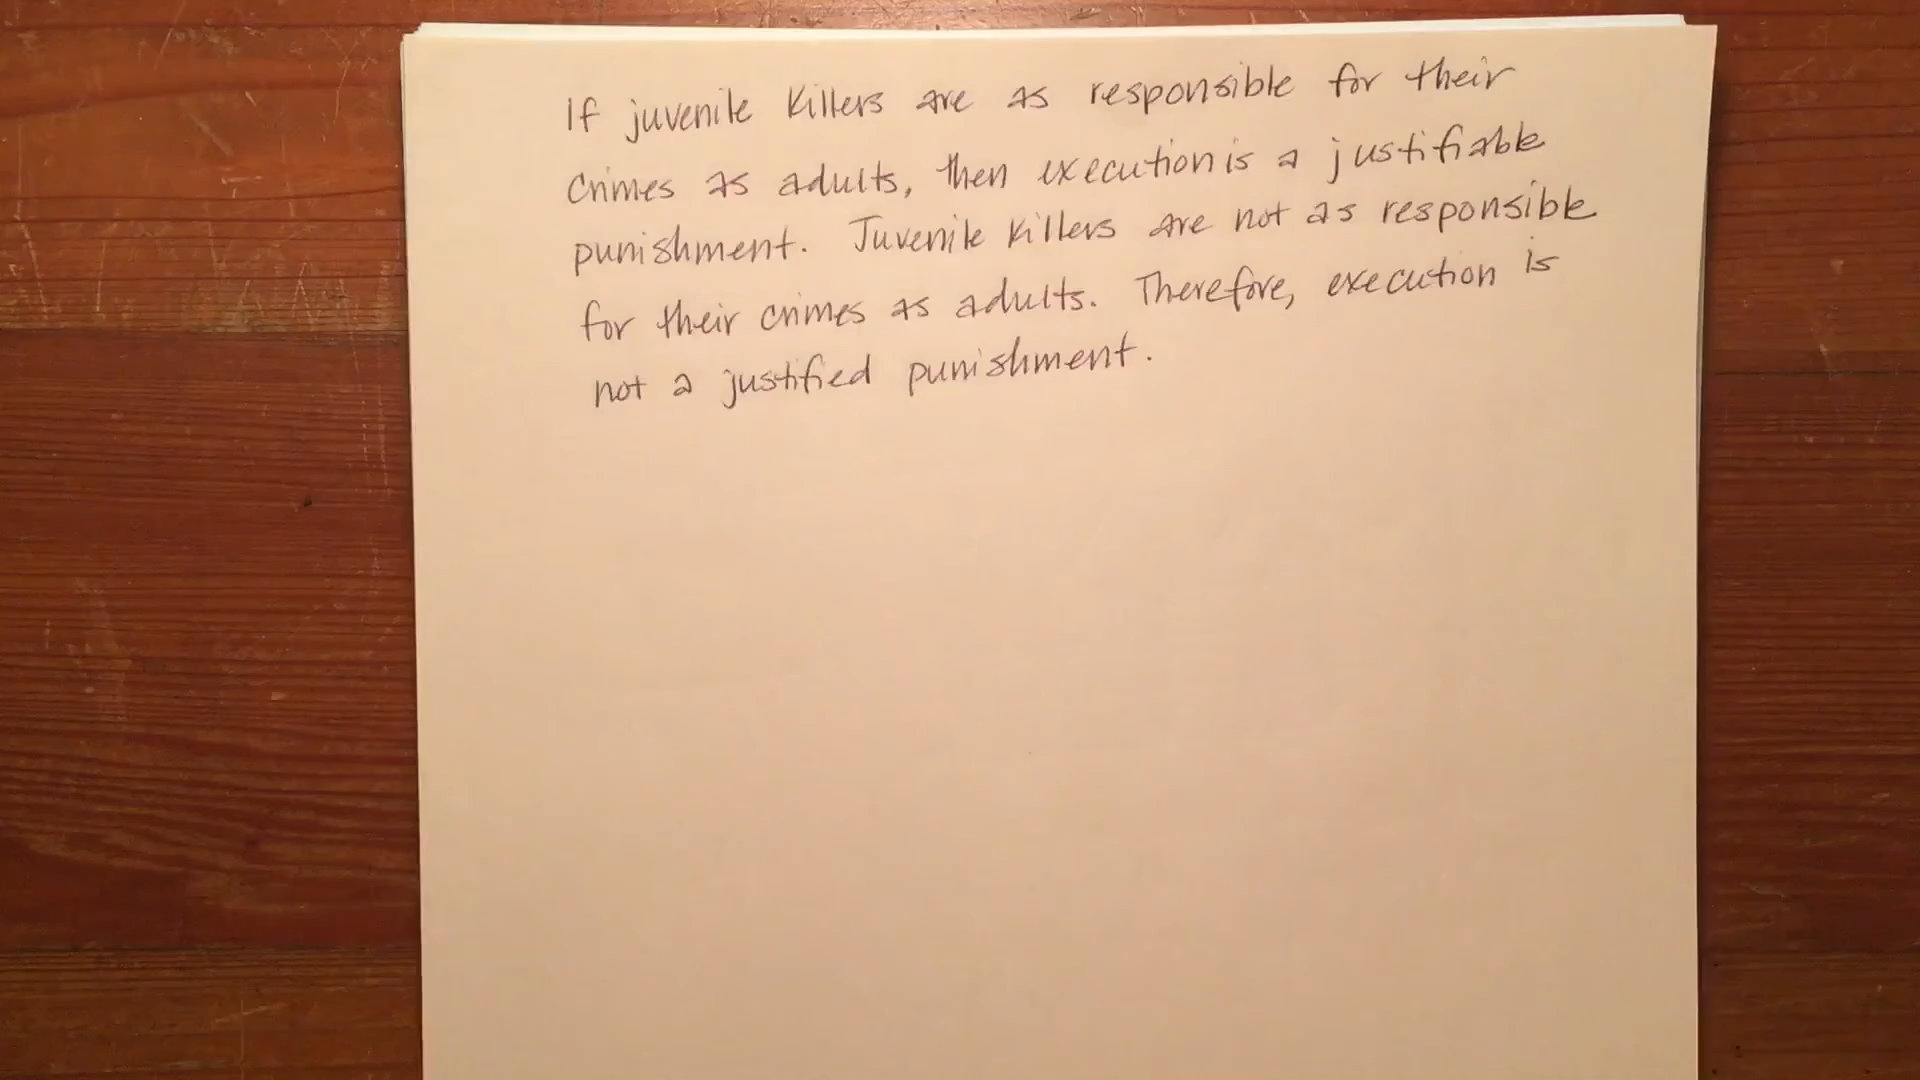 If juvenile killers are as responsible for their
crimes as adults, then execution is a justifiable
punishment. Juvenile killers are not as responsible
for their crimes as adults. Therefore, execution is
not a justified punishment.